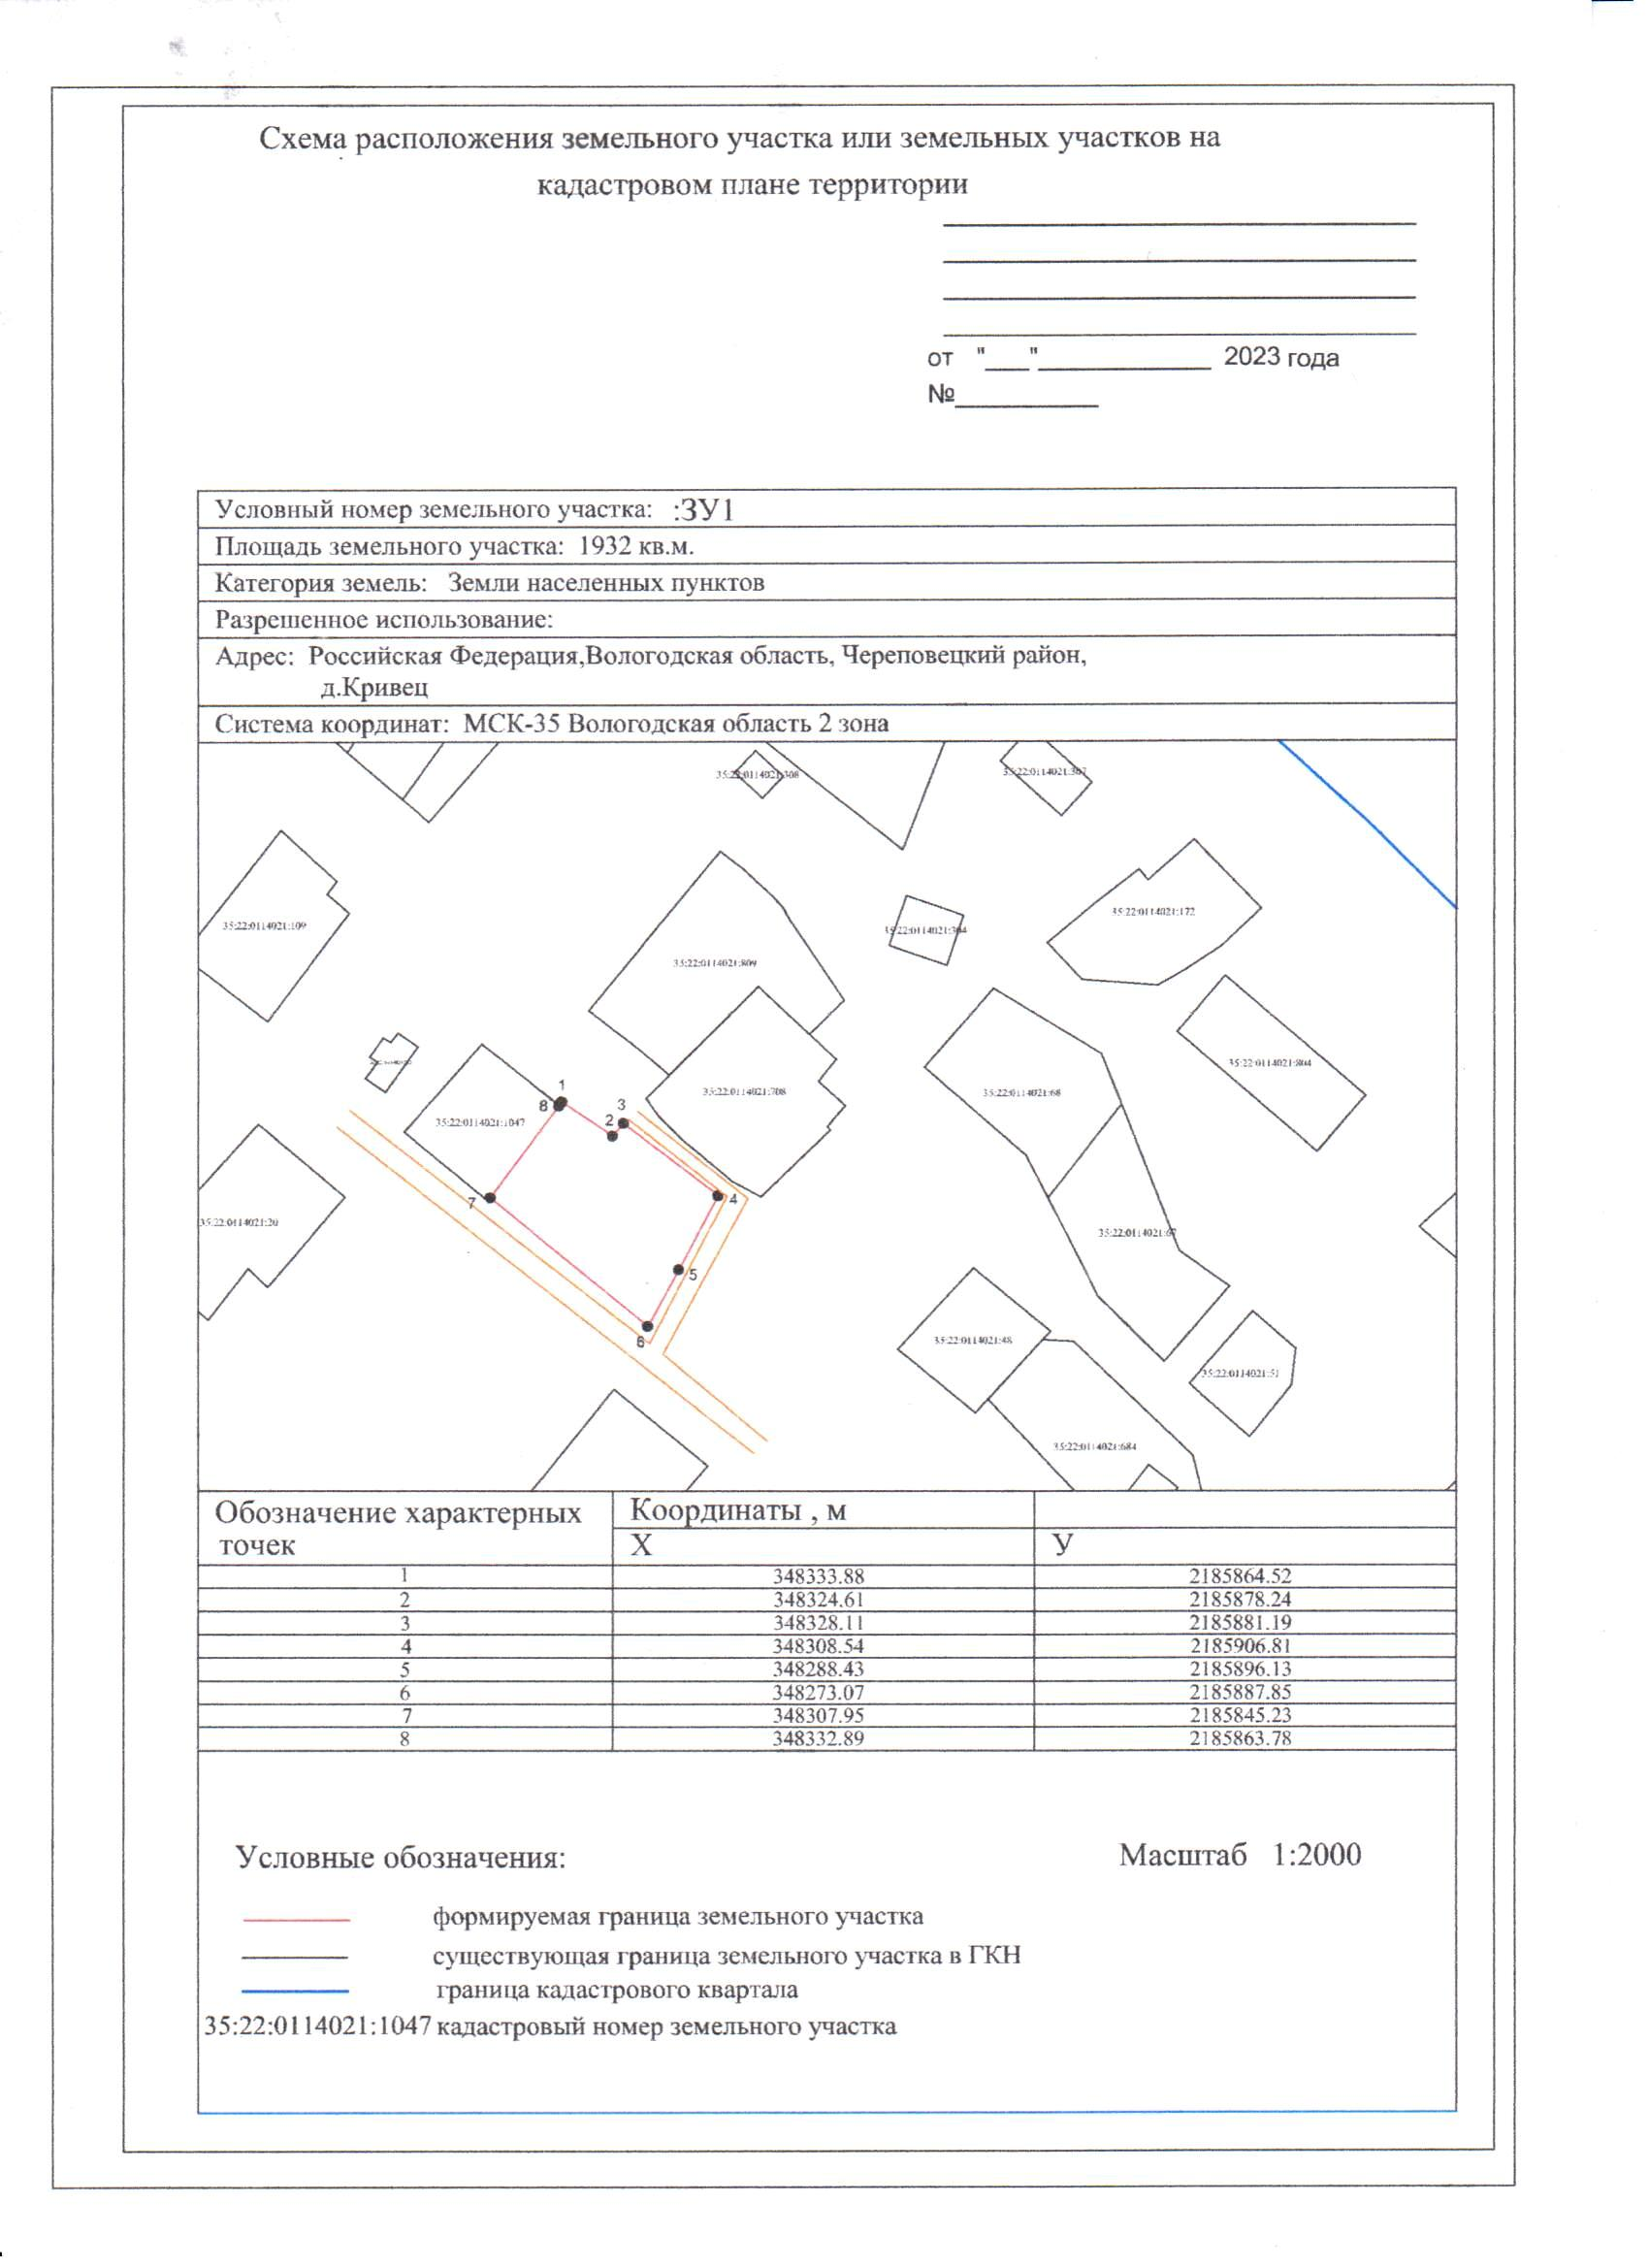 Схема расположения земельного участка или земельных участков на
кадастровом плане территории
от "___"____________ 2023 года
№__________
Условный номер земельного участка: :ЗУ1
Площадь земельного участка: 1932 кв.м.
Категория земель: Земли населенных пунктов
Разрешенное использование:
Адрес: Российская Федерация,Вологодская область, Череповецкий район,
д.Кривец
Система координат: МСК-35 Вологодская область 2 зона
35:22:0114021:308
35:22:0114021:109
35:22:0114021:172
35:22:0114021:809
35:22:0114021:804
35:22:0114021:708
35:22:0114021:68
35:22:0114021:1047
1
8
3
2
7
4
35:22:0114021:20
35:22:0114021:67
5
6
35:22:0114021:48
35:22:0114021:51
35:22:0114021:684
Обозначение характерных
точек
Координаты , м
X
У
1 348333.88 2185864.52
2 348324.61 2185878.24
3 348328.11 2185881.19
4 348308.54 2185906.81
5 348288.43 2185896.13
6 348273.07 2185887.85
7 348307.95 2185845.23
8 348332.89 2185863.78
Условные обозначения:
Масштаб 1:2000
формируемая граница земельного участка
существующая граница земельного участка в ГКН
граница кадастрового квартала
35:22:0114021:1047 кадастровый номер земельного участка